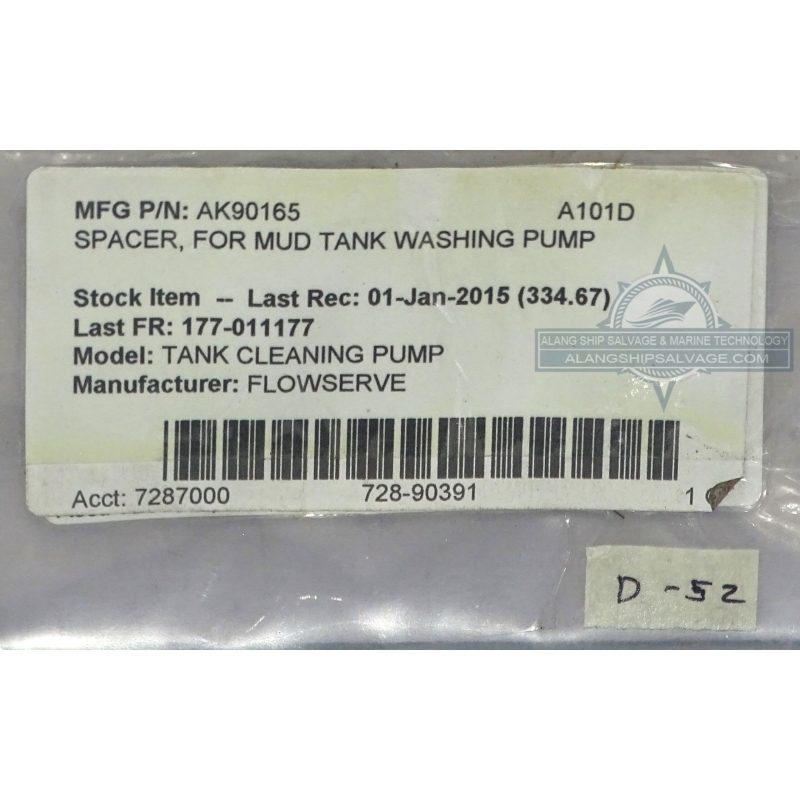 MFG P/N: AK90165 A101D
SPACER, FOR MUD TANK WASHING PUMP
Stock Item -- Last Rec: 01-Jan-2015 (334.67)
Last FR: 177-011177
Model: TANK CLEANING PUMP
Manufacturer: FLOWSERVE
ALANG SHIP SALVAGE & MARINE TECHNOLOGY
ALANGSHIPSALVAGE.COM
Acct: 7287000 728-90391 1
D-52